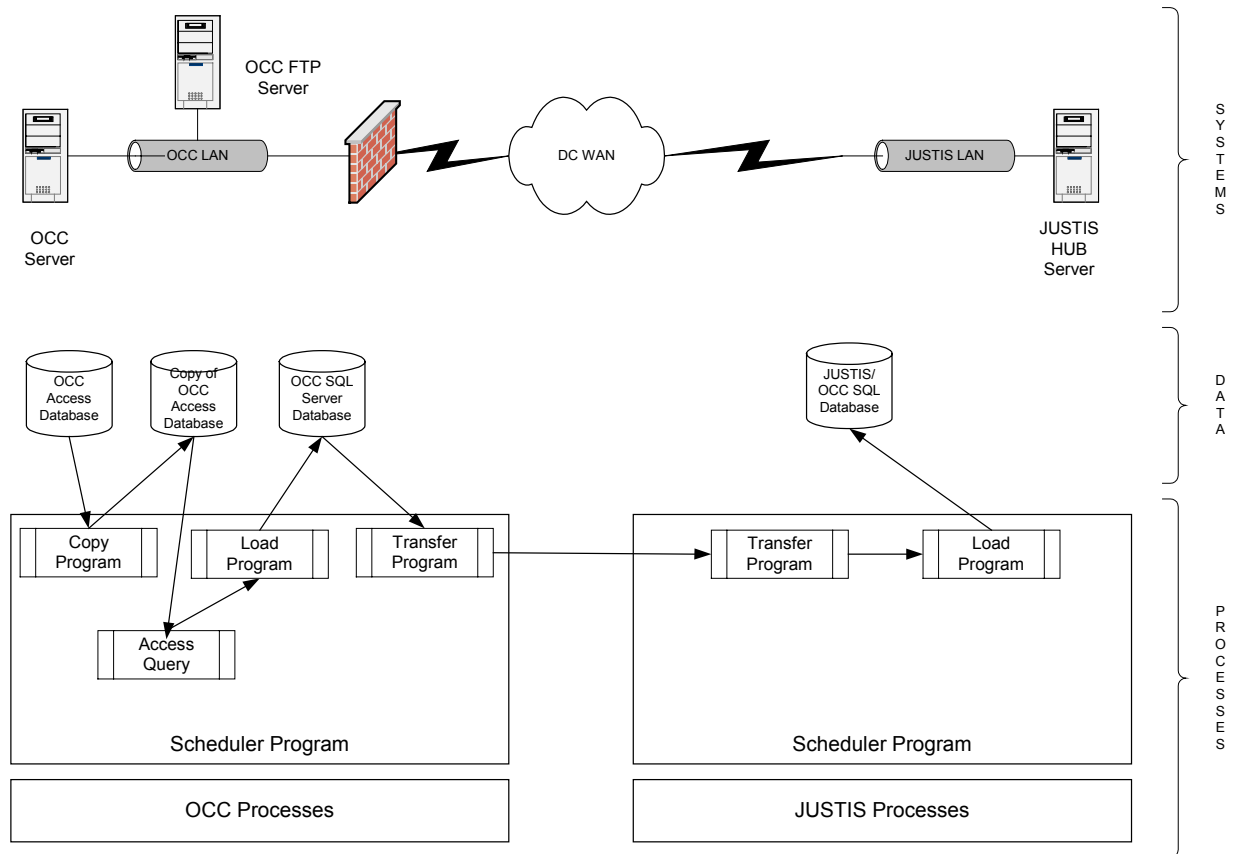 OCC FTP
Server
OCC LAN
DC WAN
JUSTIS LAN
OCC
Server
JUSTIS
HUB
Server
S
Y
S
T
E
M
S
OCC
Access
Database
Copy of
OCC
Access
Database
OCC SQL
Server
Database
JUSTIS/
OCC SQL
Database
D
A
T
A
Copy
Program
Load
Program
Transfer
Program
Access
Query
Scheduler Program
Transfer
Program
Load
Program
Scheduler Program
P
R
O
C
E
S
S
E
S
OCC Processes
JUSTIS Processes